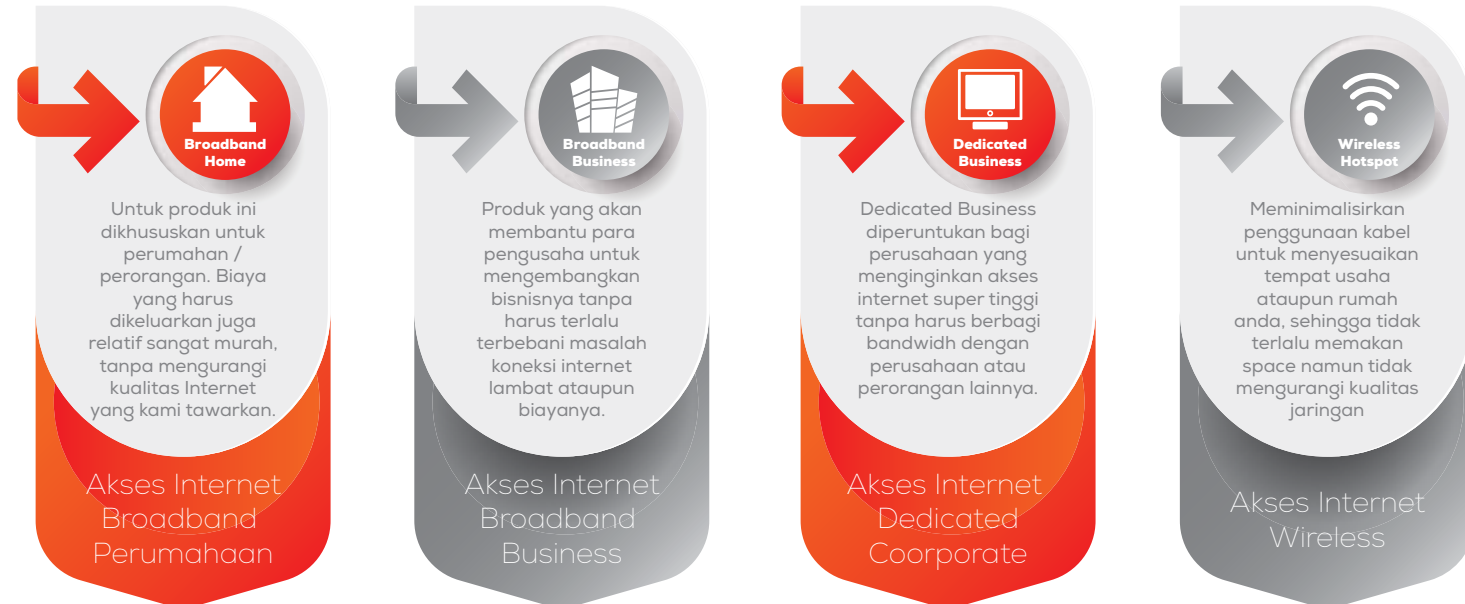 Broadband
Home
Untuk produk ini
dikhususkan untuk
perumahan /
perorangan. Biaya
yang harus
dikeluarkan juga
relatif sangat murah,
tanpa mengurangi
kualitas Internet
yang kami tawarkan.
Akses Internet
Broadband
Perumahaan
Broadband
Business
Produk yang akan
membantu para
pengusaha untuk
mengembangkan
bisnisnya tanpa
harus terlalu
terbebani masalah
koneksi internet
lambat ataupun
biayanya.
Akses Internet
Broadband
Business
Dedicated
Business
Dedicated Business
diperuntukan bagi
perusahaan yang
menginginkan akses
internet super tinggi
tanpa harus berbagi
bandwidh dengan
perusahaan atau
perorangan lainnya.
Akses Internet
Dedicated
Coorporate
Wireless
Hotspot
Meminimalisirkan
penggunaan kabel
untuk menyesuaikan
tempat usaha
ataupun rumah
anda, sehingga tidak
terlalu memakan
space namun tidak
mengurangi kualitas
jaringan
Akses Internet
Wireless